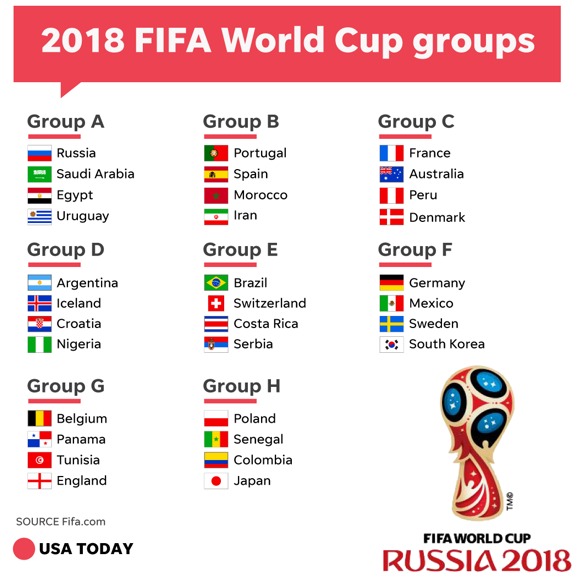 2018 FIFA World Cup groups
Group A
Russia
Saudi Arabia
Egypt
Uruguay
Group B
Portugal
Spain
Morocco
Iran
Group C
France
Australia
Peru
Denmark
Group D
Argentina
Iceland
Croatia
Nigeria
Group E
Brazil
Switzerland
Costa Rica
Serbia
Group F
Germany
Mexico
Sweden
South Korea
Group G
Belgium
Panama
Tunisia
England
Group H
Poland
Senegal
Colombia
Japan
SOURCE Fifa.com
USA TODAY
TM©
FIFA WORLD CUP
RUSSIA 2018